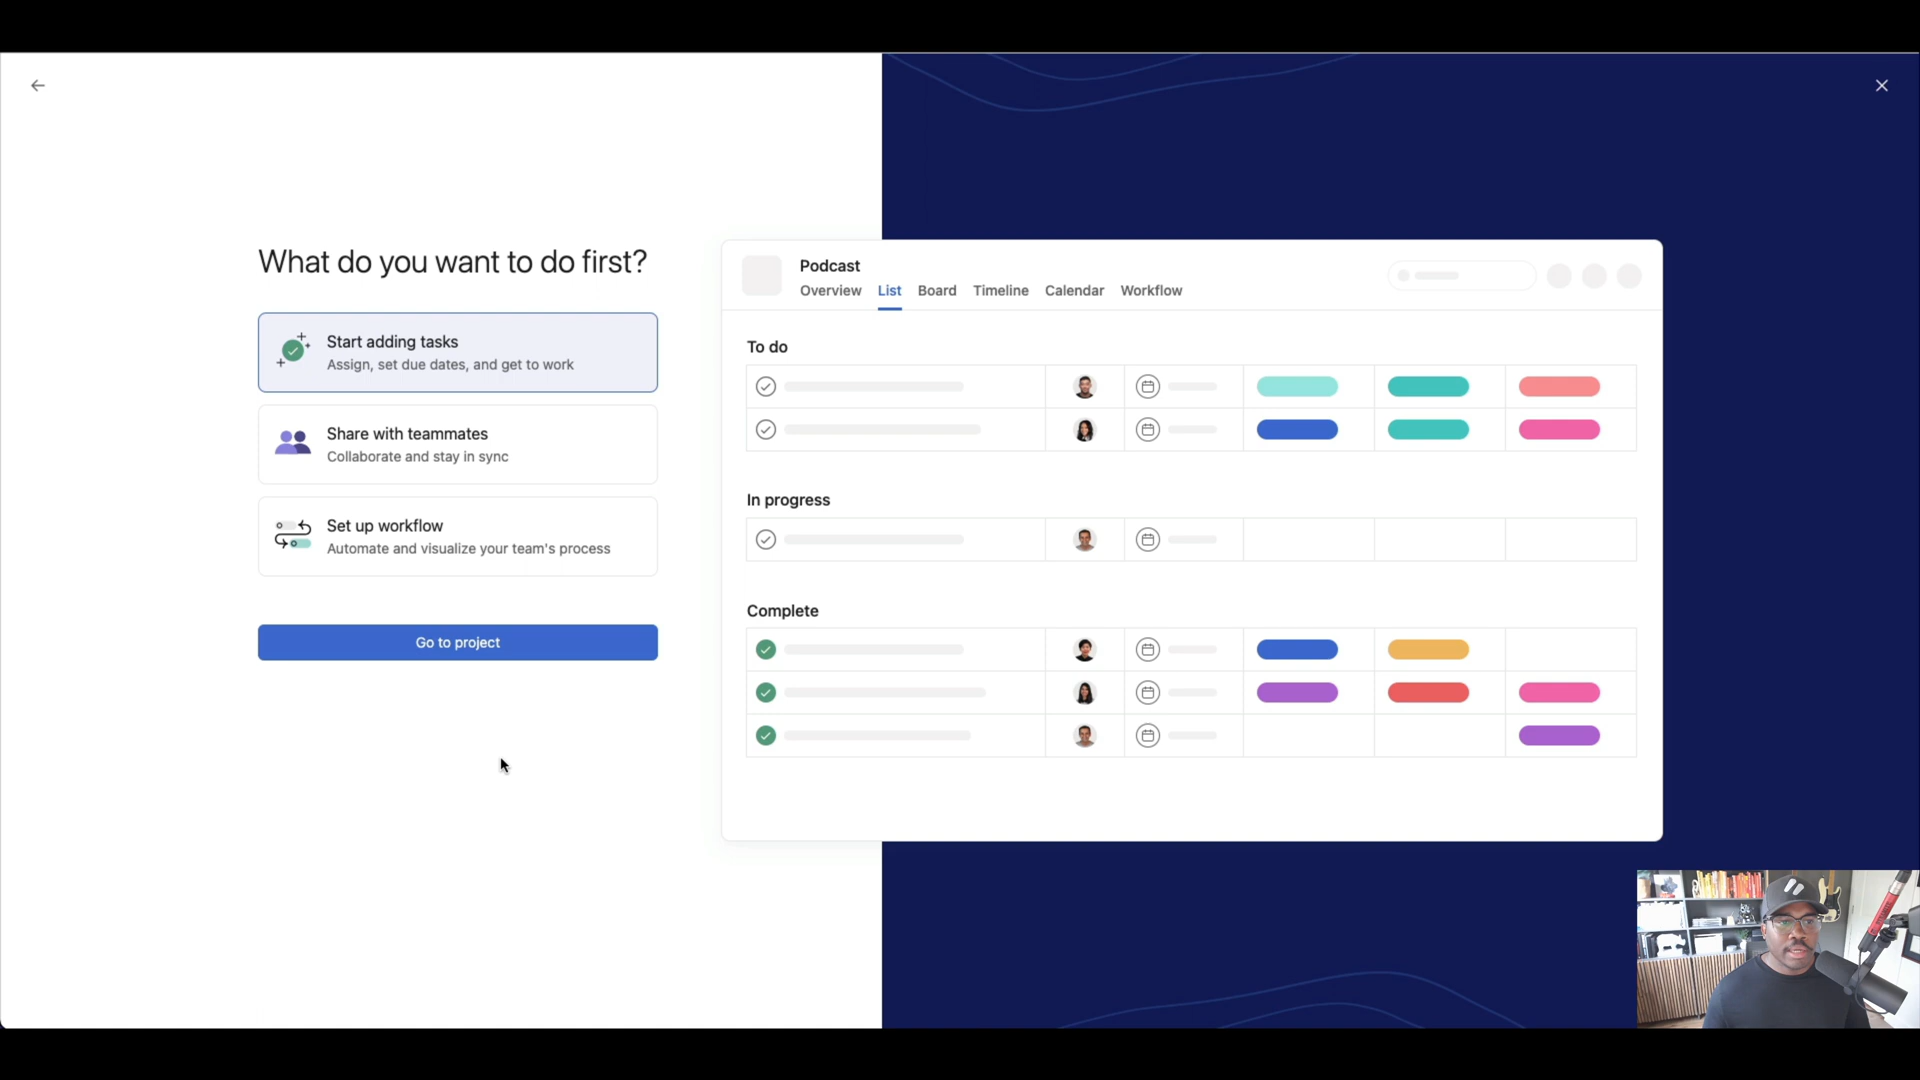 What do you want to do first?
Start adding tasks
Assign, set due dates, and get to work
Share with teammates
Collaborate and stay in sync
Set up workflow
Automate and visualize your team's process
Go to project
Podcast
Overview List Board Timeline Calendar Workflow
To do
In progress
Complete